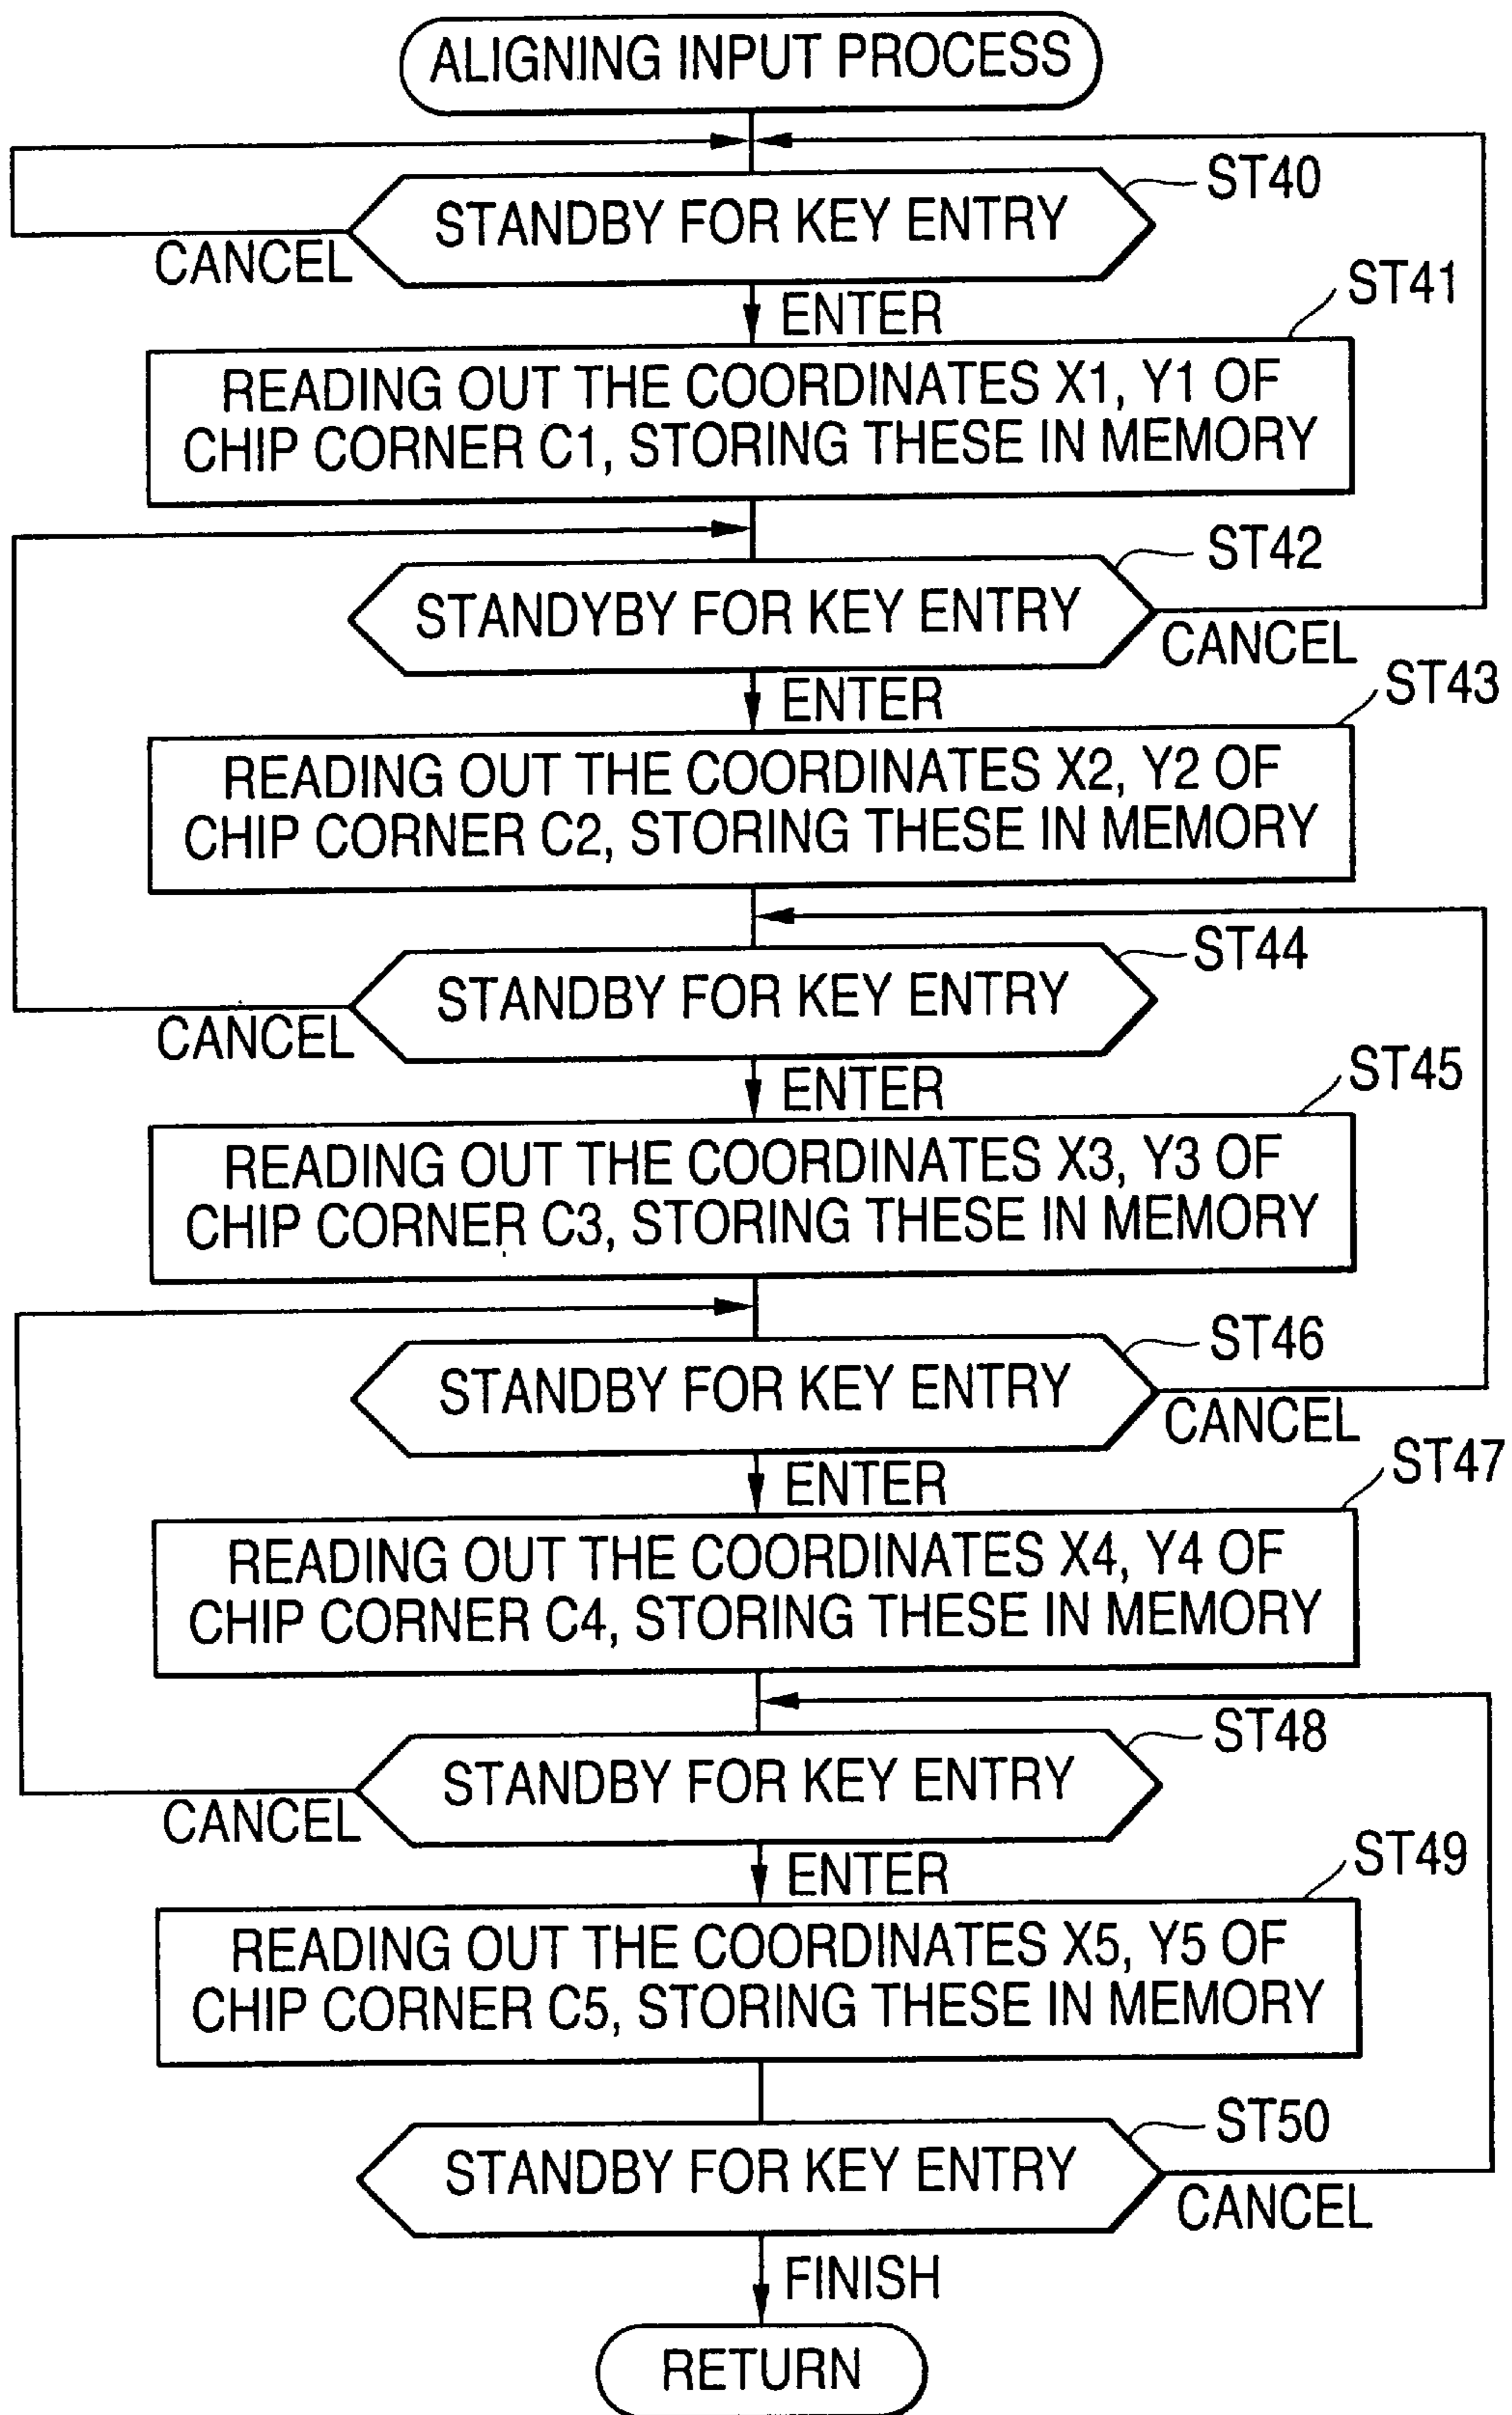 ALIGNING INPUT PROCESS
ST40
STANDBY FOR KEY ENTRY
CANCEL
ENTER
ST41
READING OUT THE COORDINATES X1, Y1 OF
CHIP CORNER C1, STORING THESE IN MEMORY
ST42
STANDYBY FOR KEY ENTRY
CANCEL
ENTER
ST43
READING OUT THE COORDINATES X2, Y2 OF
CHIP CORNER C2, STORING THESE IN MEMORY
ST44
STANDBY FOR KEY ENTRY
CANCEL
ENTER
ST45
READING OUT THE COORDINATES X3, Y3 OF
CHIP CORNER C3, STORING THESE IN MEMORY
ST46
STANDBY FOR KEY ENTRY
CANCEL
ENTER
ST47
READING OUT THE COORDINATES X4, Y4 OF
CHIP CORNER C4, STORING THESE IN MEMORY
ST48
STANDBY FOR KEY ENTRY
CANCEL
ENTER
ST49
READING OUT THE COORDINATES X5, Y5 OF
CHIP CORNER C5, STORING THESE IN MEMORY
ST50
STANDBY FOR KEY ENTRY
CANCEL
FINISH
RETURN